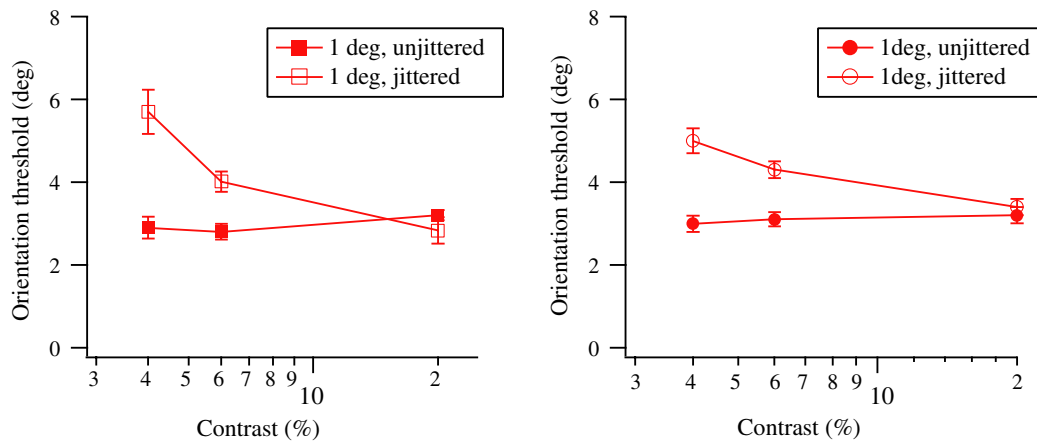 8
6
4
2
0
Orientation threshold (deg)
1 deg, unjittered
1 deg, jittered
3 4 5 6 7 8 9 2
10
Contrast (%)
8
6
4
2
0
Orientation threshold (deg)
1deg, unjittered
1deg, jittered
3 4 5 6 7 8 9 2
10
Contrast (%)